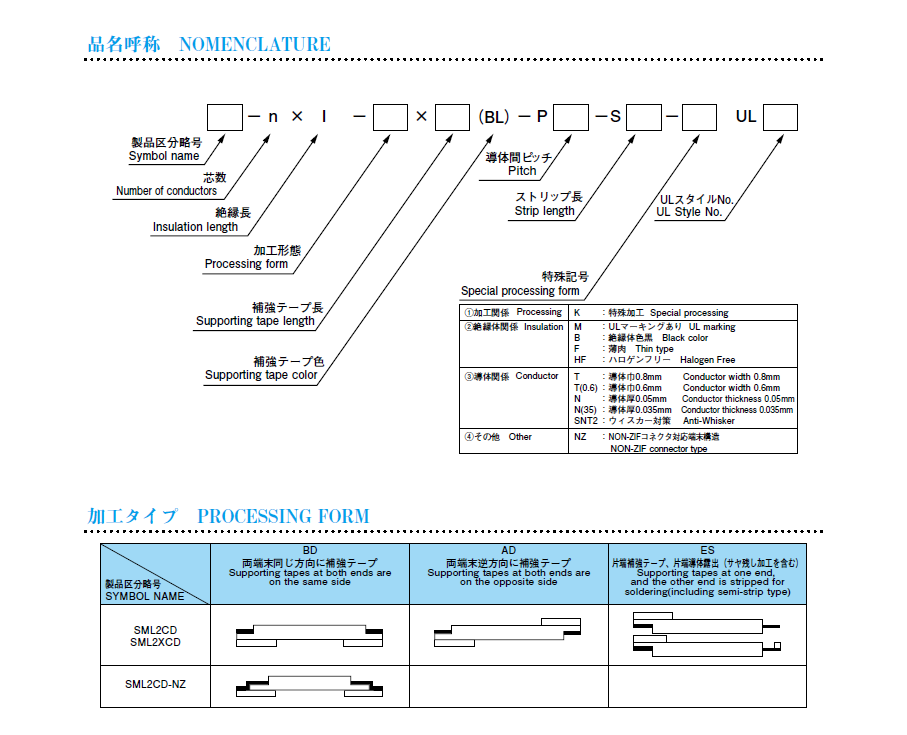 品名呼称 NOMENCLATURE
－ n × l － × (BL) － P －S － UL
製品区分略号
Symbol name
芯数
Number of conductors
絶縁長
Insulation length
加工形態
Processing form
補強テープ長
Supporting tape length
補強テープ色
Supporting tape color
導体間ピッチ
Pitch
ストリップ長
Strip length
ULスタイルNo.
UL Style No.
特殊記号
Special processing form
①加工関係 Processing K ：特殊加工 Special processing
②絶縁体関係 Insulation M ：ULマーキングあり UL marking
B ：絶縁体色黒 Black color
F ：薄肉 Thin type
HF ：ハロゲンフリー Halogen Free
③導体関係 Conductor T ：導体巾0.8mm Conductor width 0.8mm
T(0.6) ：導体巾0.6mm Conductor width 0.6mm
N ：導体厚0.05mm Conductor thickness 0.05mm
N(35) ：導体厚0.035mm Conductor thickness 0.035mm
SNT2 ：ウィスカー対策 Anti-Whisker
④その他 Other NZ ：NON-ZIFコネクタ対応端末構造
NON-ZIF connector type
加工タイプ PROCESSING FORM
製品区分略号
SYMBOL NAME
BD
両端末同じ方向に補強テープ
Supporting tapes at both ends are
on the same side
AD
両端末逆方向に補強テープ
Supporting tapes at both ends are
on the opposite side
ES
片端補強テープ、片端導体露出（サヤ残し加工を含む）
Supporting tapes at one end,
and the other end is stripped for
soldering(including semi-strip type)
SML2CD
SML2XCD
SML2CD-NZ